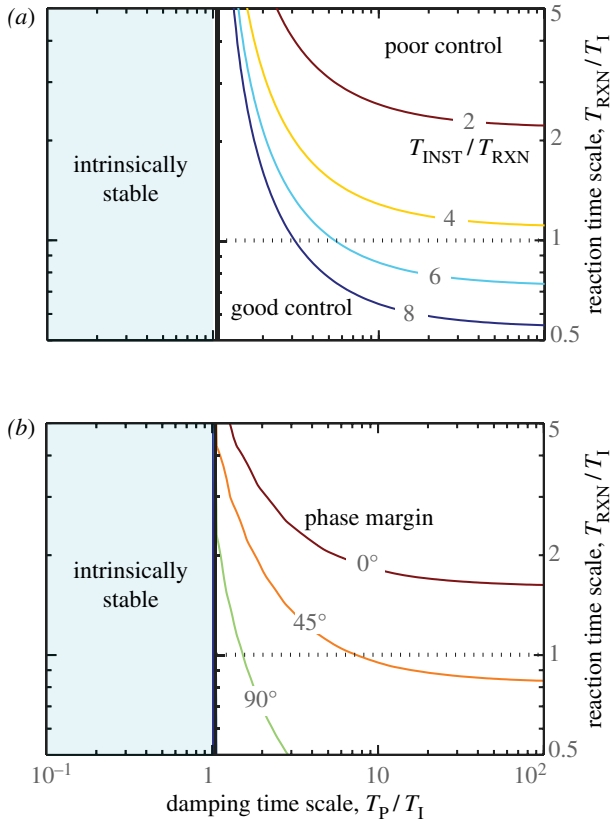 (a)
poor control
5
2
2
T_INST / T_RXN
intrinsically
stable
4
1
6
good control
8
0.5
reaction time scale, T_RXN / T_I
(b)
5
phase margin
0°
2
intrinsically
stable
45°
1
90°
0.5
reaction time scale, T_RXN / T_I
10⁻¹
1
10
10²
damping time scale, T_P / T_I